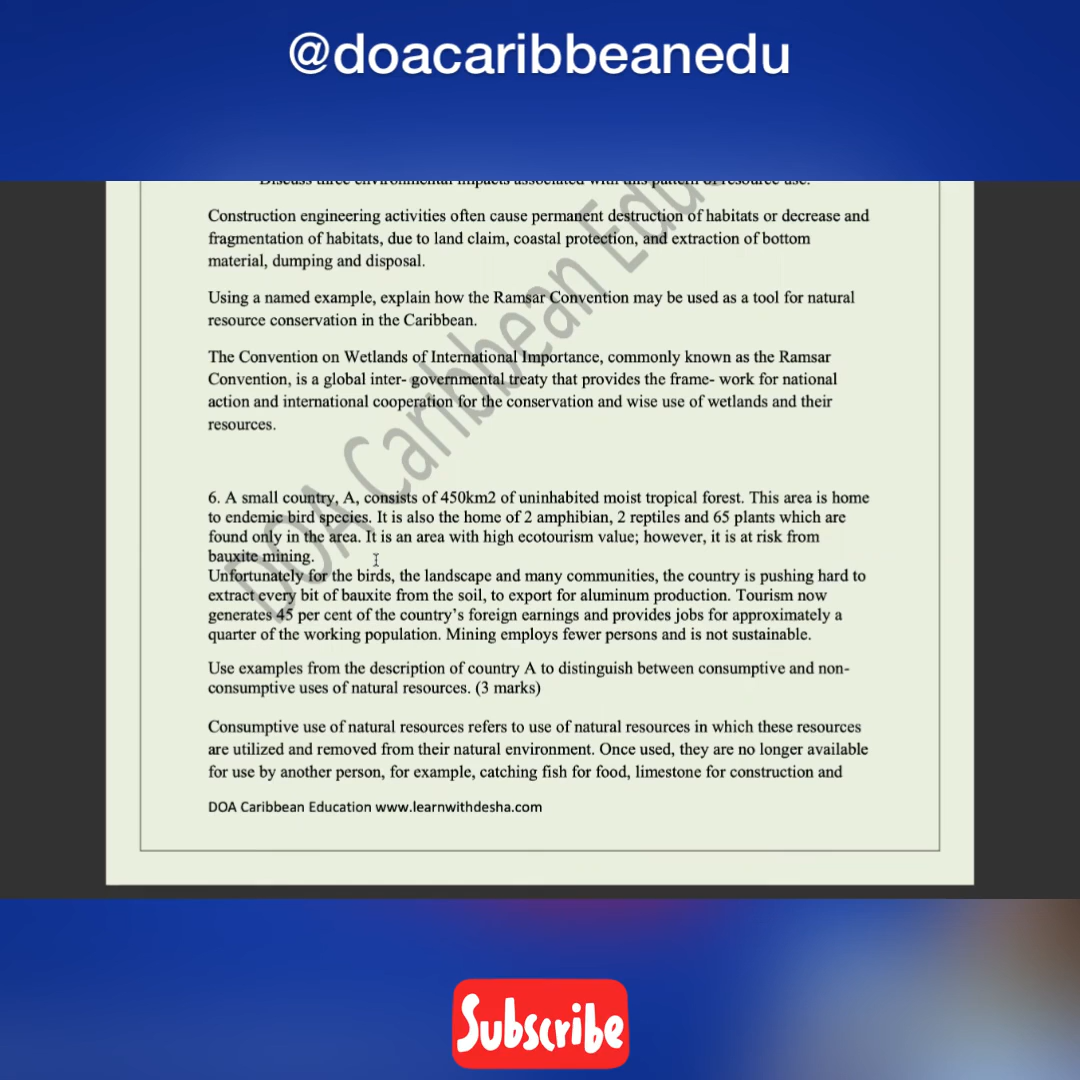 @doacaribbeanedu
Discuss three environmental impacts associated with this pattern of resource use.
Construction engineering activities often cause permanent destruction of habitats or decrease and
fragmentation of habitats, due to land claim, coastal protection, and extraction of bottom
material, dumping and disposal.
Using a named example, explain how the Ramsar Convention may be used as a tool for natural
resource conservation in the Caribbean.
The Convention on Wetlands of International Importance, commonly known as the Ramsar
Convention, is a global inter- governmental treaty that provides the frame- work for national
action and international cooperation for the conservation and wise use of wetlands and their
resources.
6. A small country, A, consists of 450km2 of uninhabited moist tropical forest. This area is home
to endemic bird species. It is also the home of 2 amphibian, 2 reptiles and 65 plants which are
found only in the area. It is an area with high ecotourism value; however, it is at risk from
bauxite mining.
Unfortunately for the birds, the landscape and many communities, the country is pushing hard to
extract every bit of bauxite from the soil, to export for aluminum production. Tourism now
generates 45 per cent of the country's foreign earnings and provides jobs for approximately a
quarter of the working population. Mining employs fewer persons and is not sustainable.
Use examples from the description of country A to distinguish between consumptive and non-
consumptive uses of natural resources. (3 marks)
Consumptive use of natural resources refers to use of natural resources in which these resources
are utilized and removed from their natural environment. Once used, they are no longer available
for use by another person, for example, catching fish for food, limestone for construction and
DOA Caribbean Education www.learnwithdesha.com
DOA Caribbean Edu
Subscribe